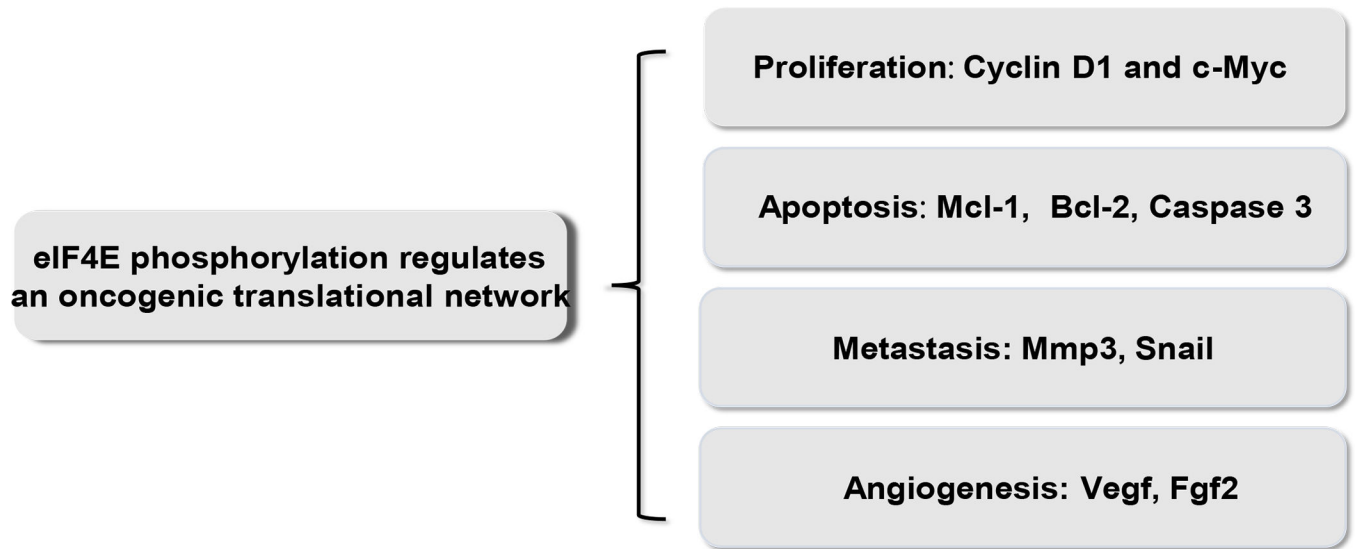 eIF4E phosphorylation regulates
an oncogenic translational network
Proliferation: Cyclin D1 and c-Myc
Apoptosis: Mcl-1, Bcl-2, Caspase 3
Metastasis: Mmp3, Snail
Angiogenesis: Vegf, Fgf2